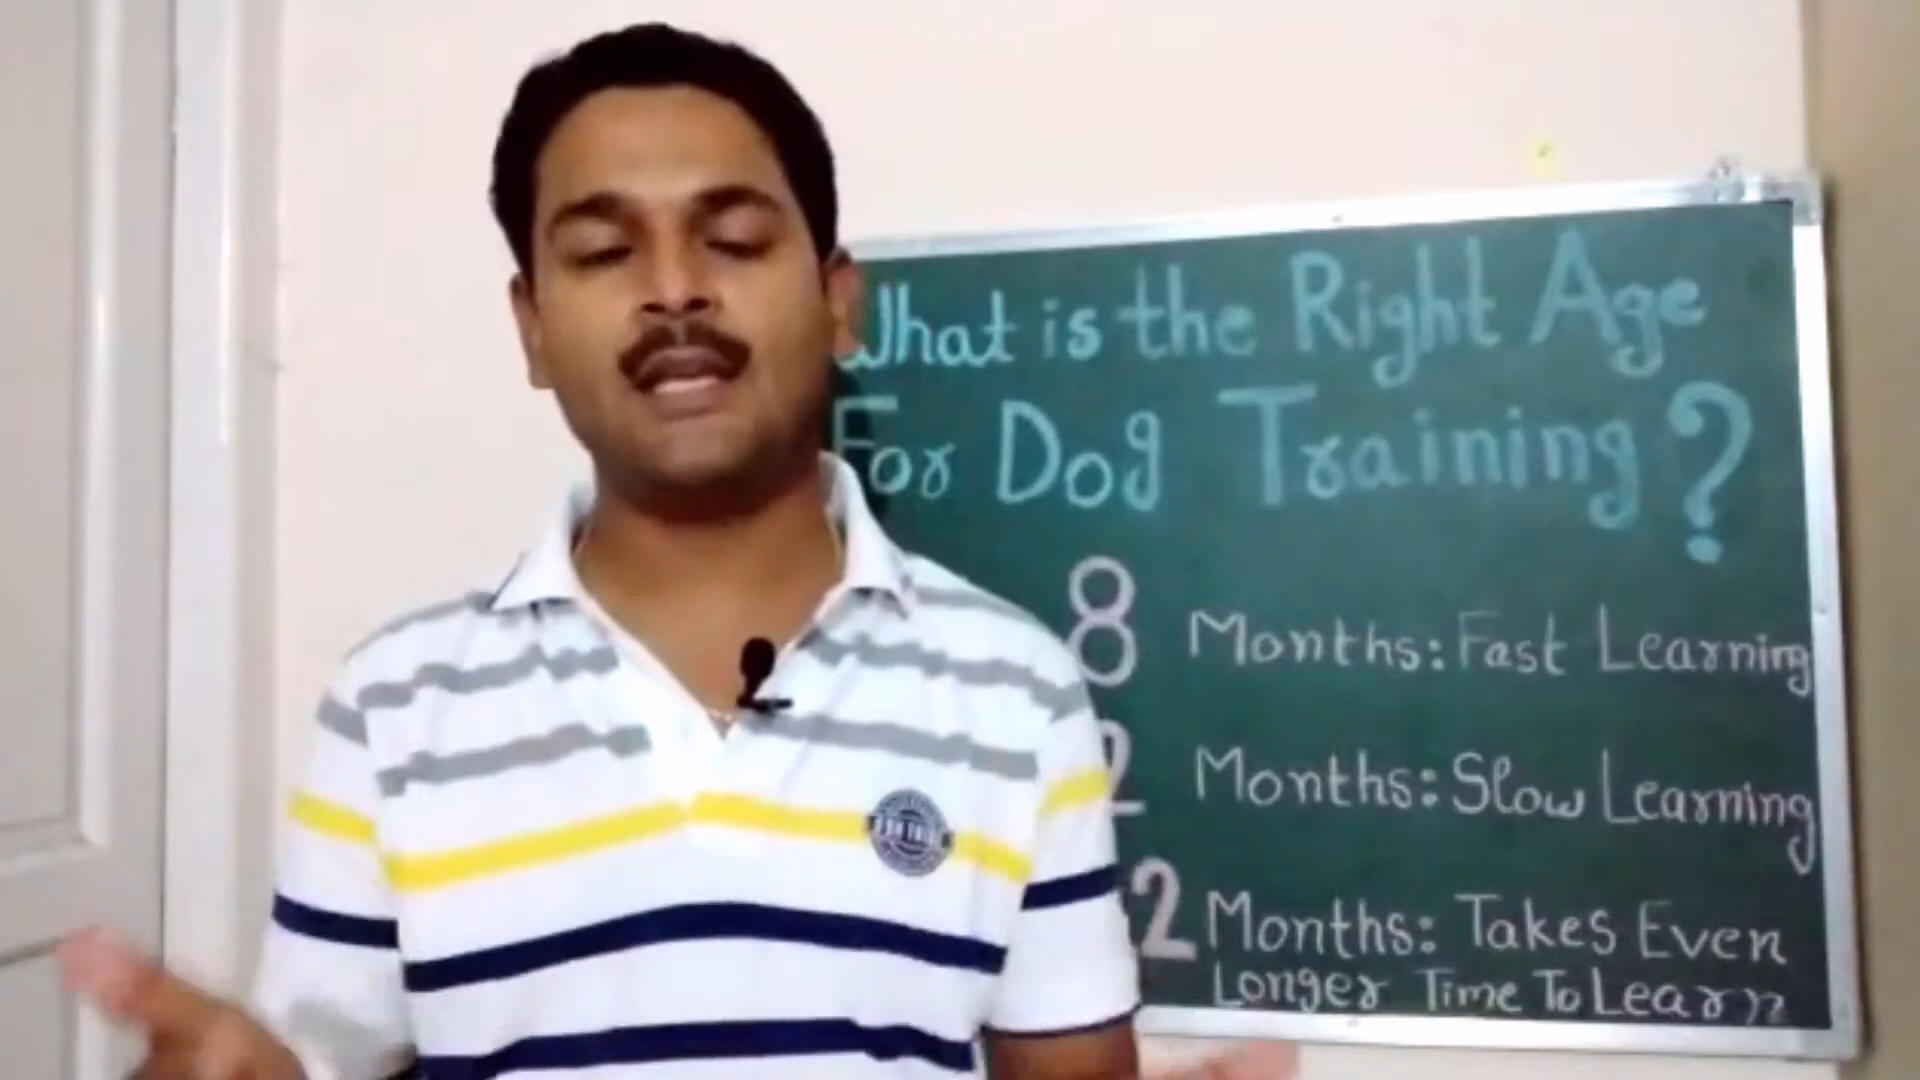 What is the Right Age
For Dog Training?
8 Months: Fast Learning
2 Months: Slow Learning
2 Months: Takes Even
Longer Time To Learn